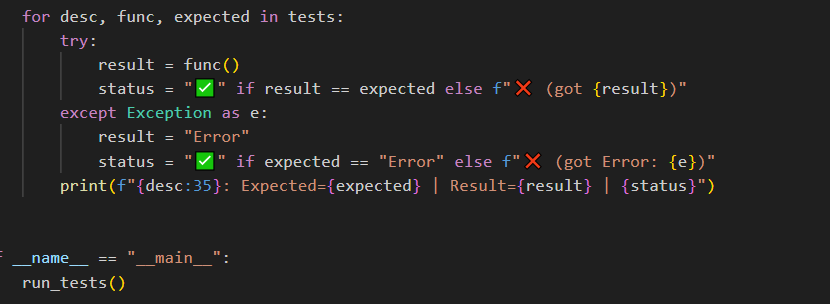 for desc, func, expected in tests:
    try:
        result = func()
        status = "✅" if result == expected else f"❌ (got {result})"
    except Exception as e:
        result = "Error"
        status = "✅" if expected == "Error" else f"❌ (got Error: {e})"
    print(f"{desc:35}: Expected={expected} | Result={result} | {status}")
__name__ == "__main__":
run_tests()